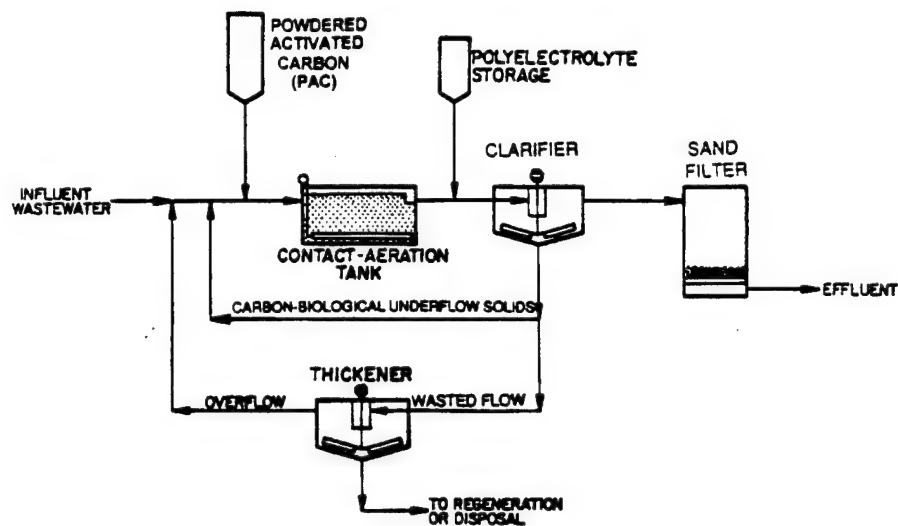 POWDERED
ACTIVATED
CARBON
(PAC)
POLYELECTROLYTE
STORAGE
CLARIFIER
SAND
FILTER
INFLUENT
WASTEWATER
CONTACT-AERATION
TANK
EFFLUENT
CARBON-BIOLOGICAL UNDERFLOW SOLIDS
THICKENER
OVERFLOW
WASTED FLOW
TO REGENERATION
OR DISPOSAL